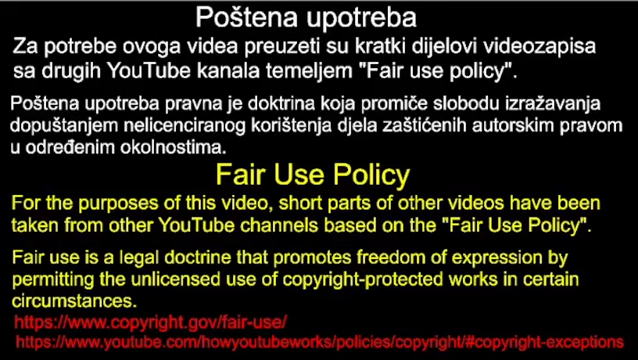 Poštena upotreba
Za potrebe ovoga videa preuzeti su kratki dijelovi videozapisa
sa drugih YouTube kanala temeljem "Fair use policy".
Poštena upotreba pravna je doktrina koja promiče slobodu izražavanja
dopuštanjem nelicenciranog korištenja djela zaštićenih autorskim pravom
u određenim okolnostima.
Fair Use Policy
For the purposes of this video, short parts of other videos have been
taken from other YouTube channels based on the "Fair Use Policy".
Fair use is a legal doctrine that promotes freedom of expression by
permitting the unlicensed use of copyright-protected works in certain
circumstances.
https://www.copyright.gov/fair-use/
https://www.youtube.com/howyoutubeworks/policies/copyright/#copyright-exceptions